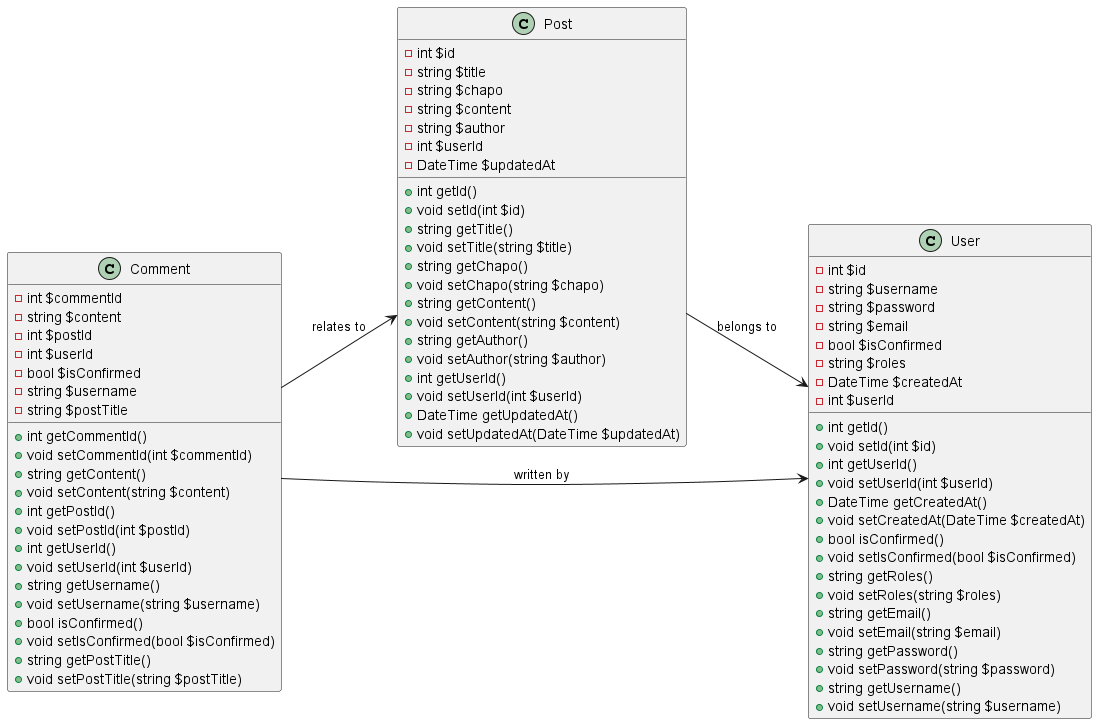 C Post
int $id
string $title
string $chapo
string $content
string $author
int $userId
DateTime $updatedAt
int getId()
void setId(int $id)
string getTitle()
void setTitle(string $title)
string getChapo()
void setChapo(string $chapo)
string getContent()
void setContent(string $content)
string getAuthor()
void setAuthor(string $author)
int getUserId()
void setUserId(int $userId)
DateTime getUpdatedAt()
void setUpdatedAt(DateTime $updatedAt)
C Comment
int $commentId
string $content
int $postId
int $userId
bool $isConfirmed
string $username
string $postTitle
int getCommentId()
void setCommentId(int $commentId)
string getContent()
void setContent(string $content)
int getPostId()
void setPostId(int $postId)
int getUserId()
void setUserId(int $userId)
string getUsername()
void setUsername(string $username)
bool isConfirmed()
void setIsConfirmed(bool $isConfirmed)
string getPostTitle()
void setPostTitle(string $postTitle)
relates to
written by
belongs to
C User
int $id
string $username
string $password
string $email
bool $isConfirmed
string $roles
DateTime $createdAt
int $userId
int getId()
void setId(int $id)
int getUserId()
void setUserId(int $userId)
DateTime getCreatedAt()
void setCreatedAt(DateTime $createdAt)
bool isConfirmed()
void setIsConfirmed(bool $isConfirmed)
string getRoles()
void setRoles(string $roles)
string getEmail()
void setEmail(string $email)
string getPassword()
void setPassword(string $password)
string getUsername()
void setUsername(string $username)